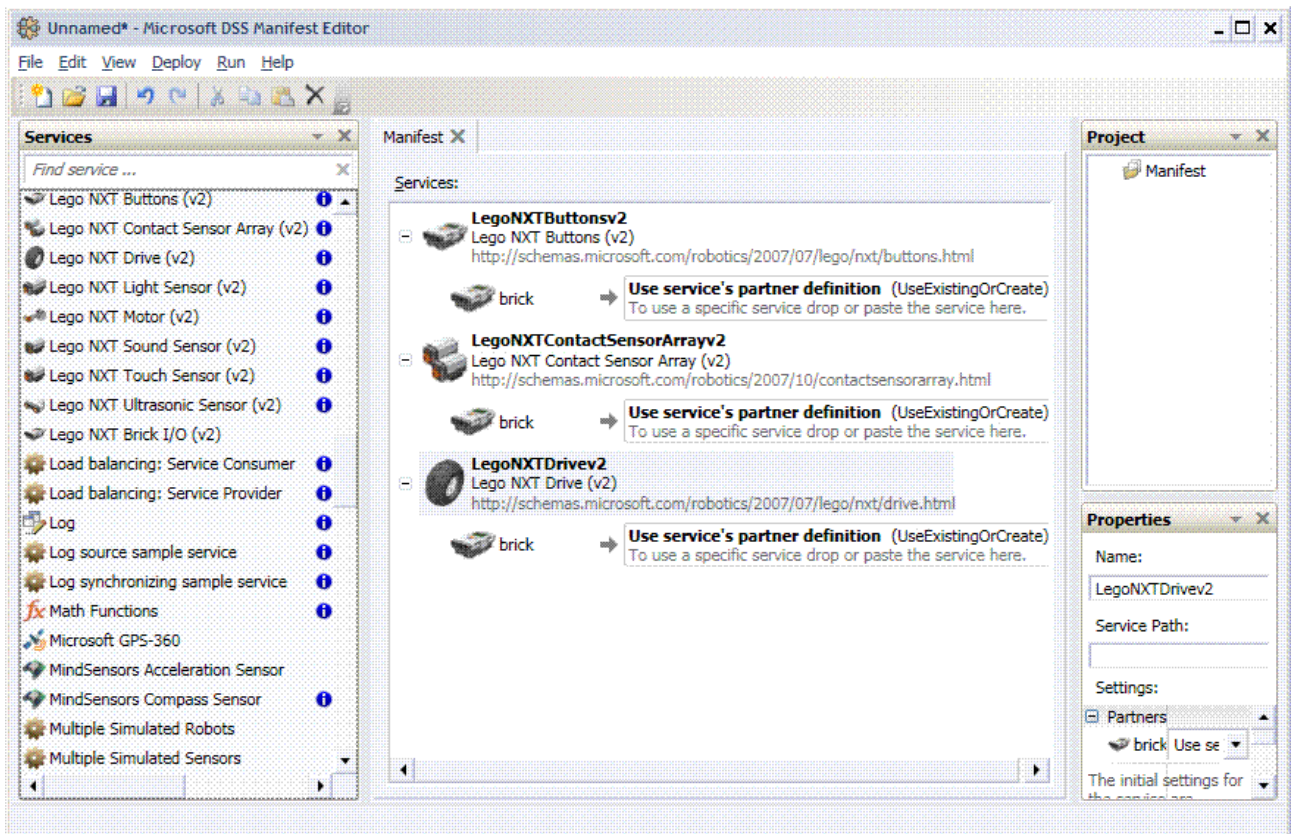 Unnamed* - Microsoft DSS Manifest Editor
File Edit View Deploy Run Help
Services
Find service ...
Lego NXT Buttons (v2)
Lego NXT Contact Sensor Array (v2)
Lego NXT Drive (v2)
Lego NXT Light Sensor (v2)
Lego NXT Motor (v2)
Lego NXT Sound Sensor (v2)
Lego NXT Touch Sensor (v2)
Lego NXT Ultrasonic Sensor (v2)
Lego NXT Brick I/O (v2)
Load balancing: Service Consumer
Load balancing: Service Provider
Log
Log source sample service
Log synchronizing sample service
fx Math Functions
Microsoft GPS-360
MindSensors Acceleration Sensor
MindSensors Compass Sensor
Multiple Simulated Robots
Multiple Simulated Sensors
Manifest
Services:
LegoNXTButtonsv2
Lego NXT Buttons (v2)
http://schemas.microsoft.com/robotics/2007/07/lego/nxt/buttons.html
brick
Use service's partner definition (UseExistingOrCreate)
To use a specific service drop or paste the service here.
LegoNXTContactSensorArrayv2
Lego NXT Contact Sensor Array (v2)
http://schemas.microsoft.com/robotics/2007/10/contactsensorarray.html
brick
Use service's partner definition (UseExistingOrCreate)
To use a specific service drop or paste the service here.
LegoNXTDrivev2
Lego NXT Drive (v2)
http://schemas.microsoft.com/robotics/2007/07/lego/nxt/drive.html
brick
Use service's partner definition (UseExistingOrCreate)
To use a specific service drop or paste the service here.
Project
Manifest
Properties
Name:
LegoNXTDrivev2
Service Path:
Settings:
Partners
brick Use se
The initial settings for
the service are